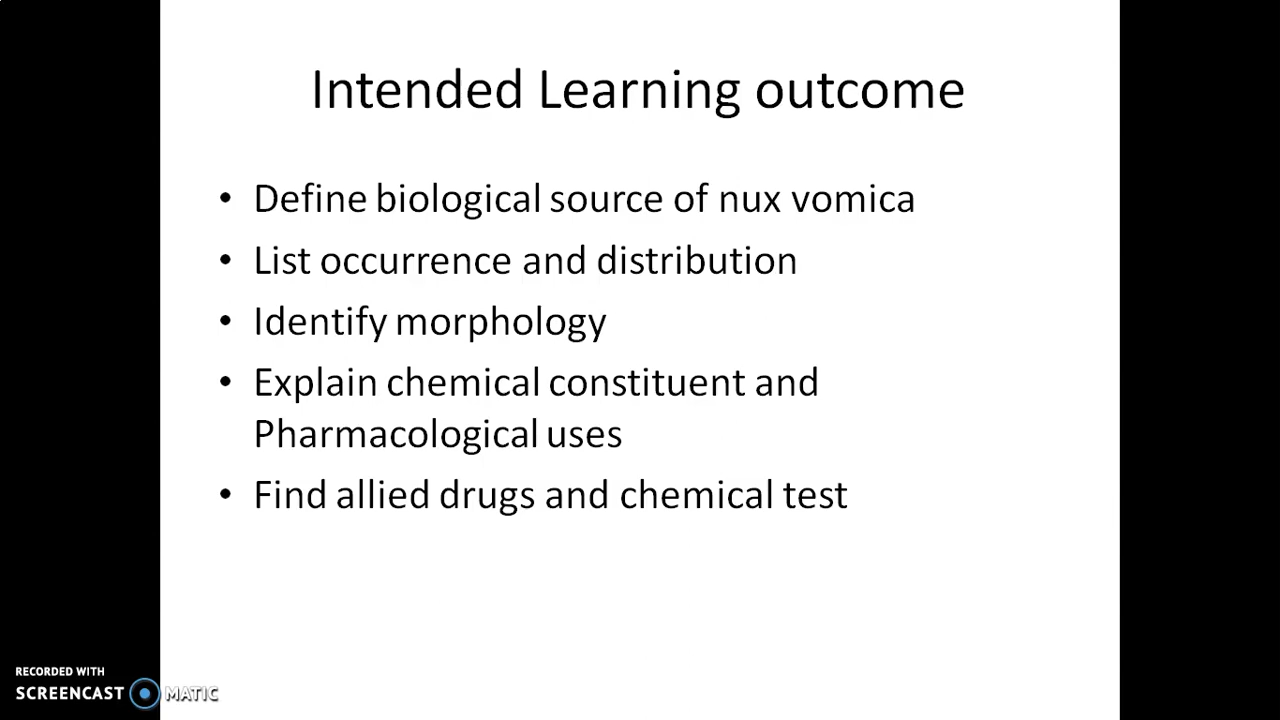 Intended Learning outcome
• Define biological source of nux vomica
• List occurrence and distribution
• Identify morphology
• Explain chemical constituent and
Pharmacological uses
• Find allied drugs and chemical test
RECORDED WITH
SCREENCAST MATIC